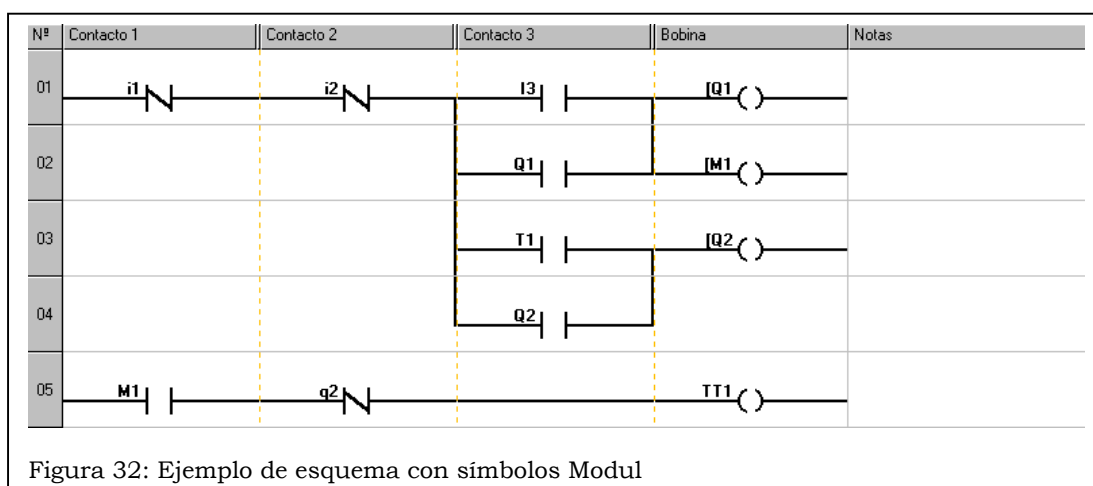 Nº Contacto 1 Contacto 2 Contacto 3 Bobina Notas
01 i1 i2 I3 [Q1
02 Q1 [M1
03 T1 [Q2
04 Q2
05 M1 q2 TT1
Figura 32: Ejemplo de esquema con símbolos Modul